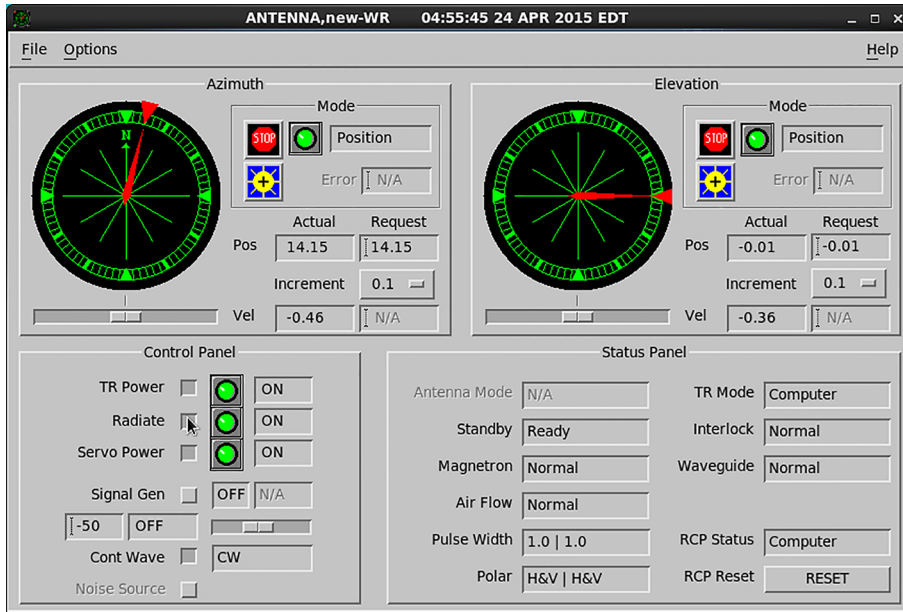 ANTENNA,new-WR 04:55:45 24 APR 2015 EDT
File Options Help
Azimuth
N
Mode
STOP
Position
Error N/A
Actual Request
Pos 14.15 14.15
Increment 0.1
Vel -0.46 N/A
Elevation
Mode
STOP
Position
Error N/A
Actual Request
Pos -0.01 -0.01
Increment 0.1
Vel -0.36 N/A
Control Panel
TR Power ON
Radiate ON
Servo Power ON
Signal Gen OFF N/A
-50 OFF
Cont Wave CW
Noise Source
Status Panel
Antenna Mode N/A TR Mode Computer
Standby Ready Interlock Normal
Magnetron Normal Waveguide Normal
Air Flow Normal
Pulse Width 1.0 | 1.0 RCP Status Computer
Polar H&V | H&V RCP Reset RESET